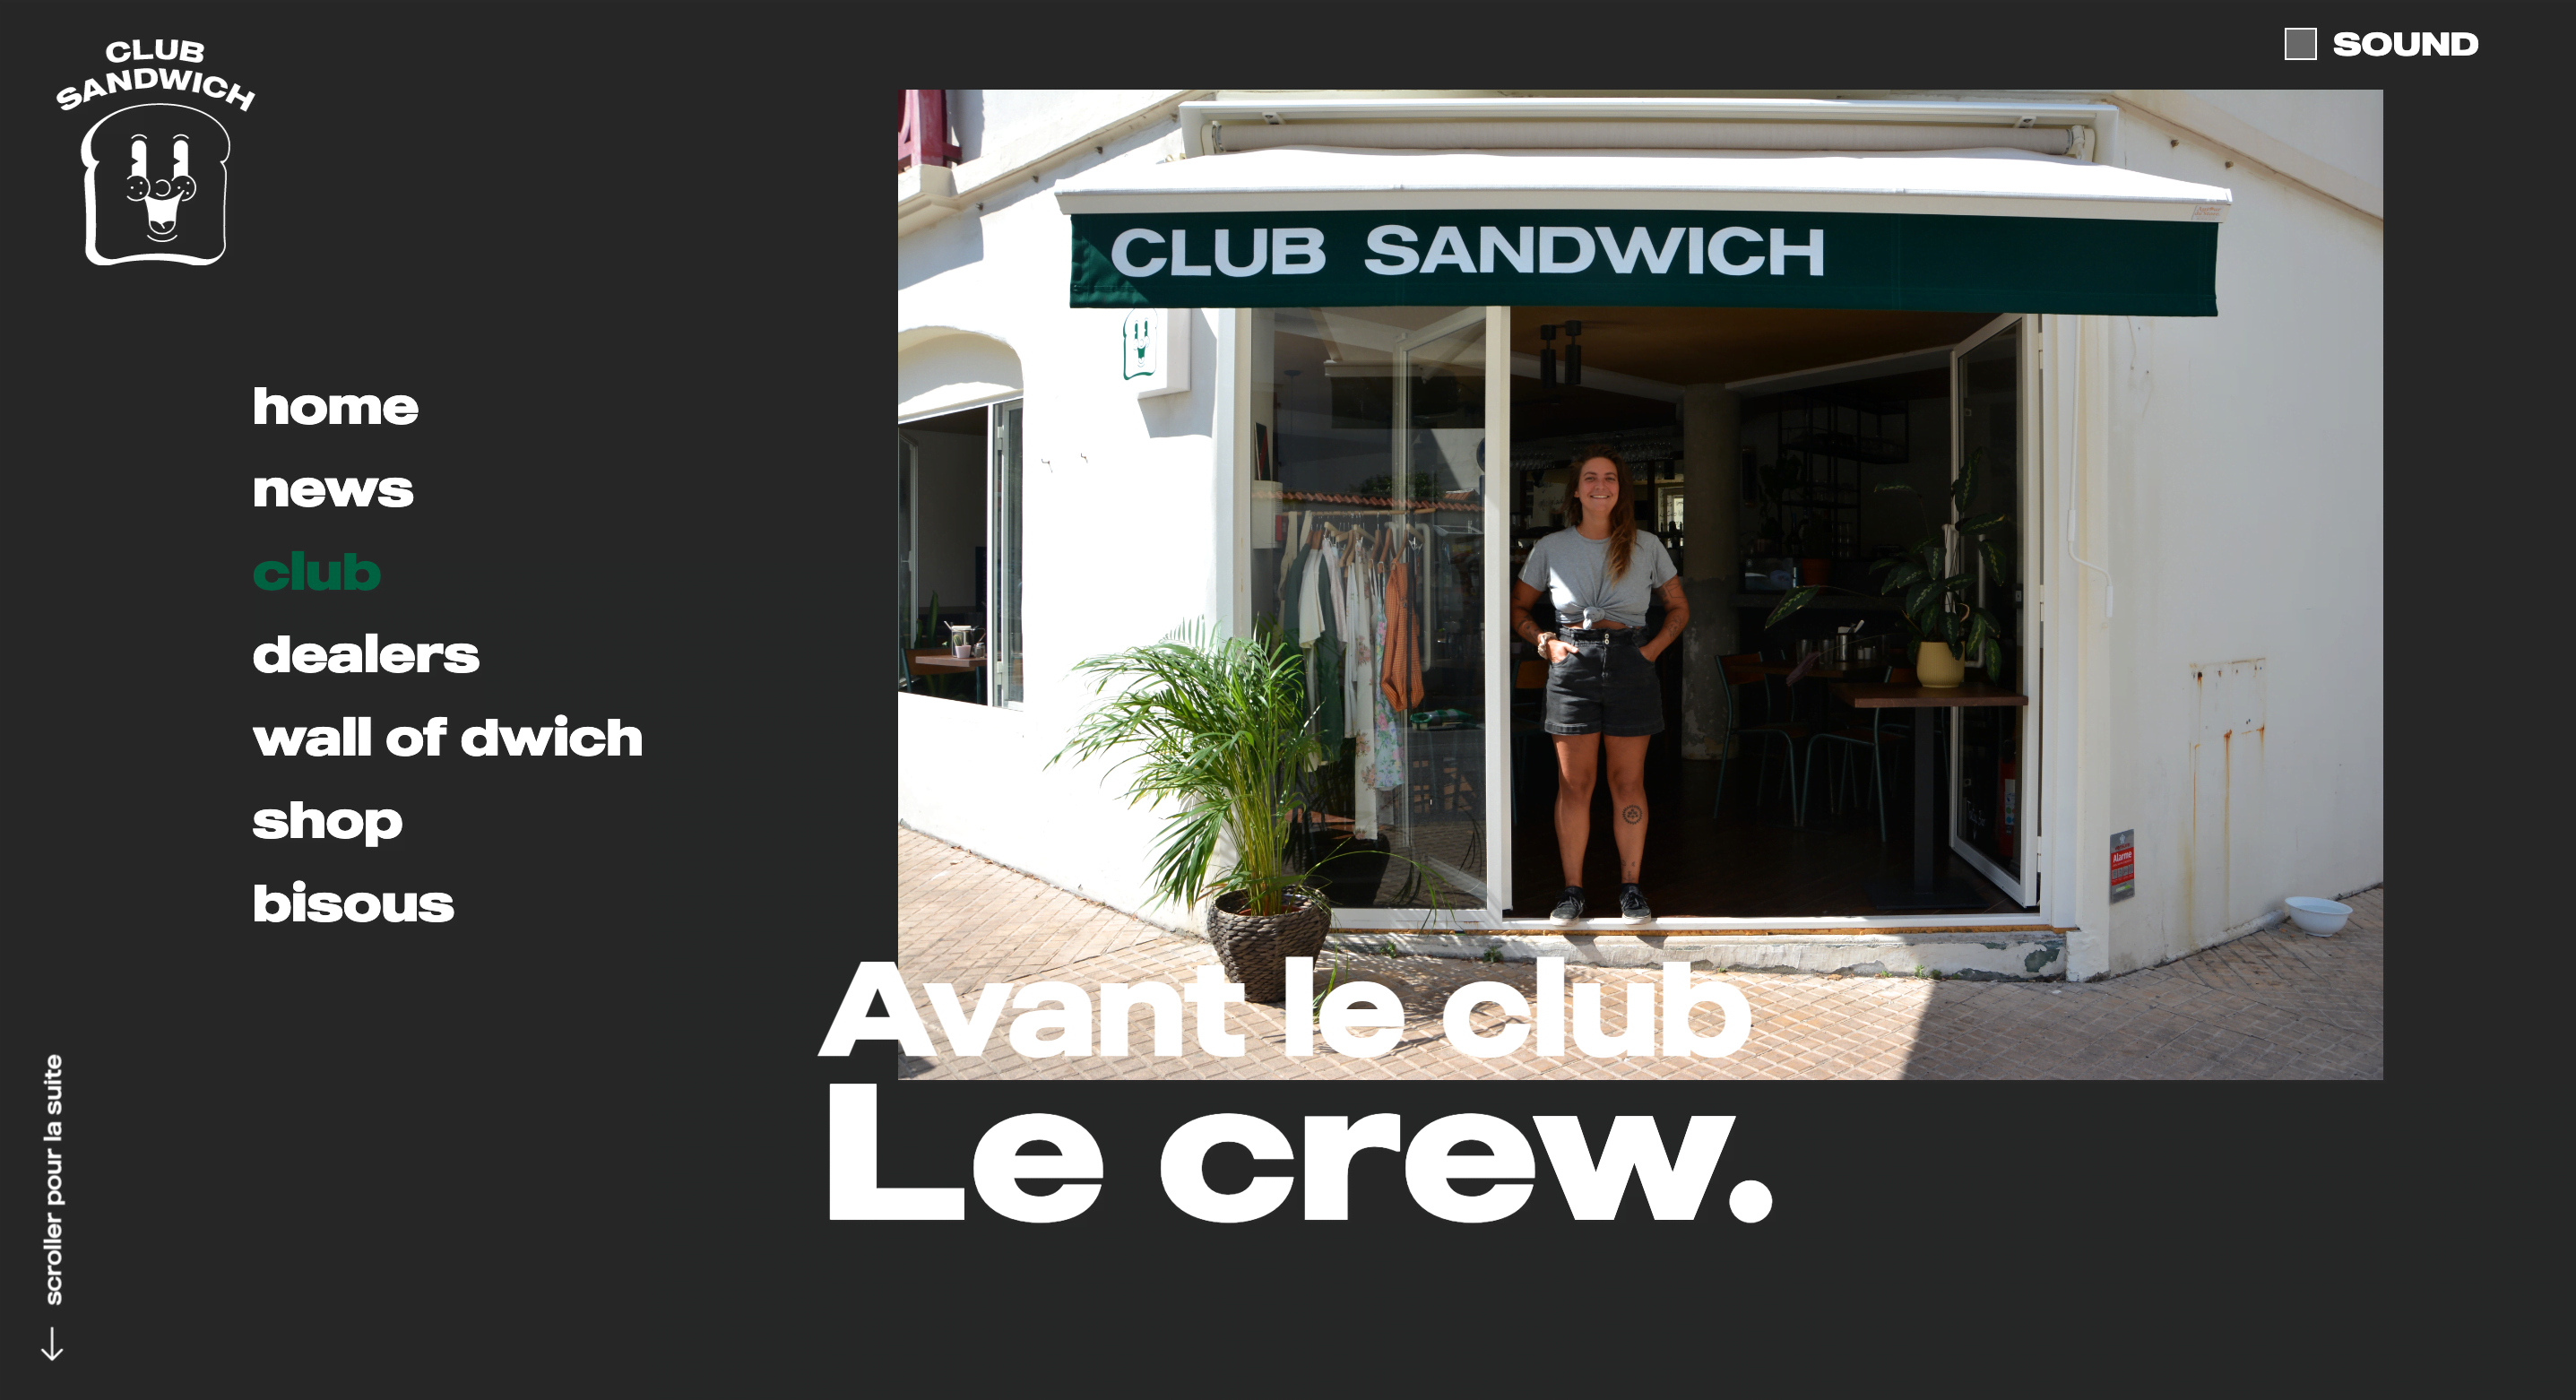 CLUB
SANDWICH
SOUND
CLUB SANDWICH
home
news
club
dealers
wall of dwich
shop
bisous
Alarme
Avant le club
Le crew.
scroller pour la suite